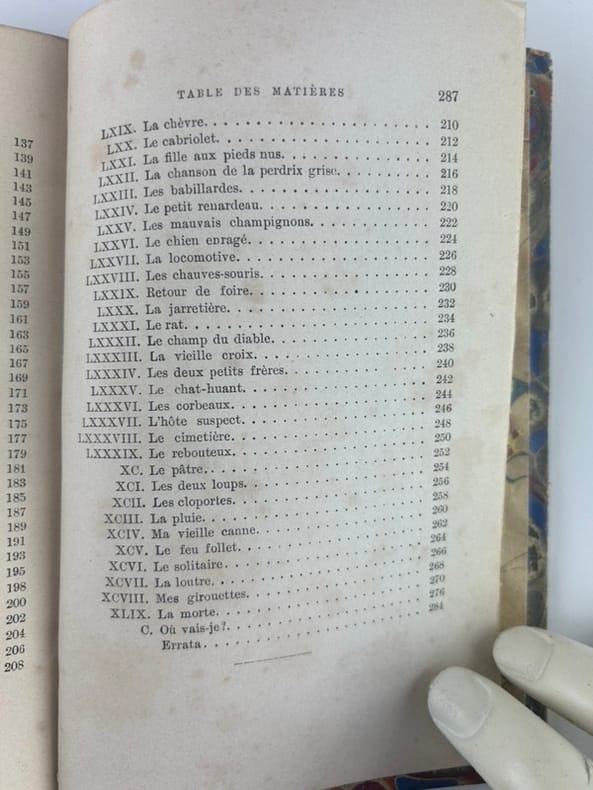 137
139
141
143
145
147
149
151
153
155
157
159
161
163
165
167
169
171
173
175
177
179
181
183
185
187
189
191
193
195
198
200
202
204
206
208
TABLE DES MATIÈRES 287
LXIX. La chèvre. 210
LXX. Le cabriolet. 212
LXXI. La fille aux pieds nus. 214
LXXII. La chanson de la perdrix grise. 216
LXXIII. Les babillardes. 218
LXXIV. Le petit renardeau. 220
LXXV. Les mauvais champignons. 222
LXXVI. Le chien enragé. 224
LXXVII. La locomotive. 226
LXXVIII. Les chauves-souris. 228
LXXIX. Retour de foire. 230
LXXX. La jarretière. 232
LXXXI. Le rat. 234
LXXXII. Le champ du diable. 236
LXXXIII. La vieille croix. 238
LXXXIV. Les deux petits frères. 240
LXXXV. Le chat-huant. 242
LXXXVI. Les corbeaux. 244
LXXXVII. L'hôte suspect. 246
LXXXVIII. Le cimetière. 248
LXXXIX. Le rebouteux. 250
XC. Le pâtre. 252
XCI. Les deux loups. 254
XCII. Les cloportes. 256
XCIII. La pluie. 258
XCIV. Ma vieille canne. 260
XCV. Le feu follet. 262
XCVI. Le solitaire. 264
XCVII. La loutre. 266
XCVIII. Mes girouettes. 268
XLIX. La morte. 270
C. Où vais-je?. 276
Errata. 284